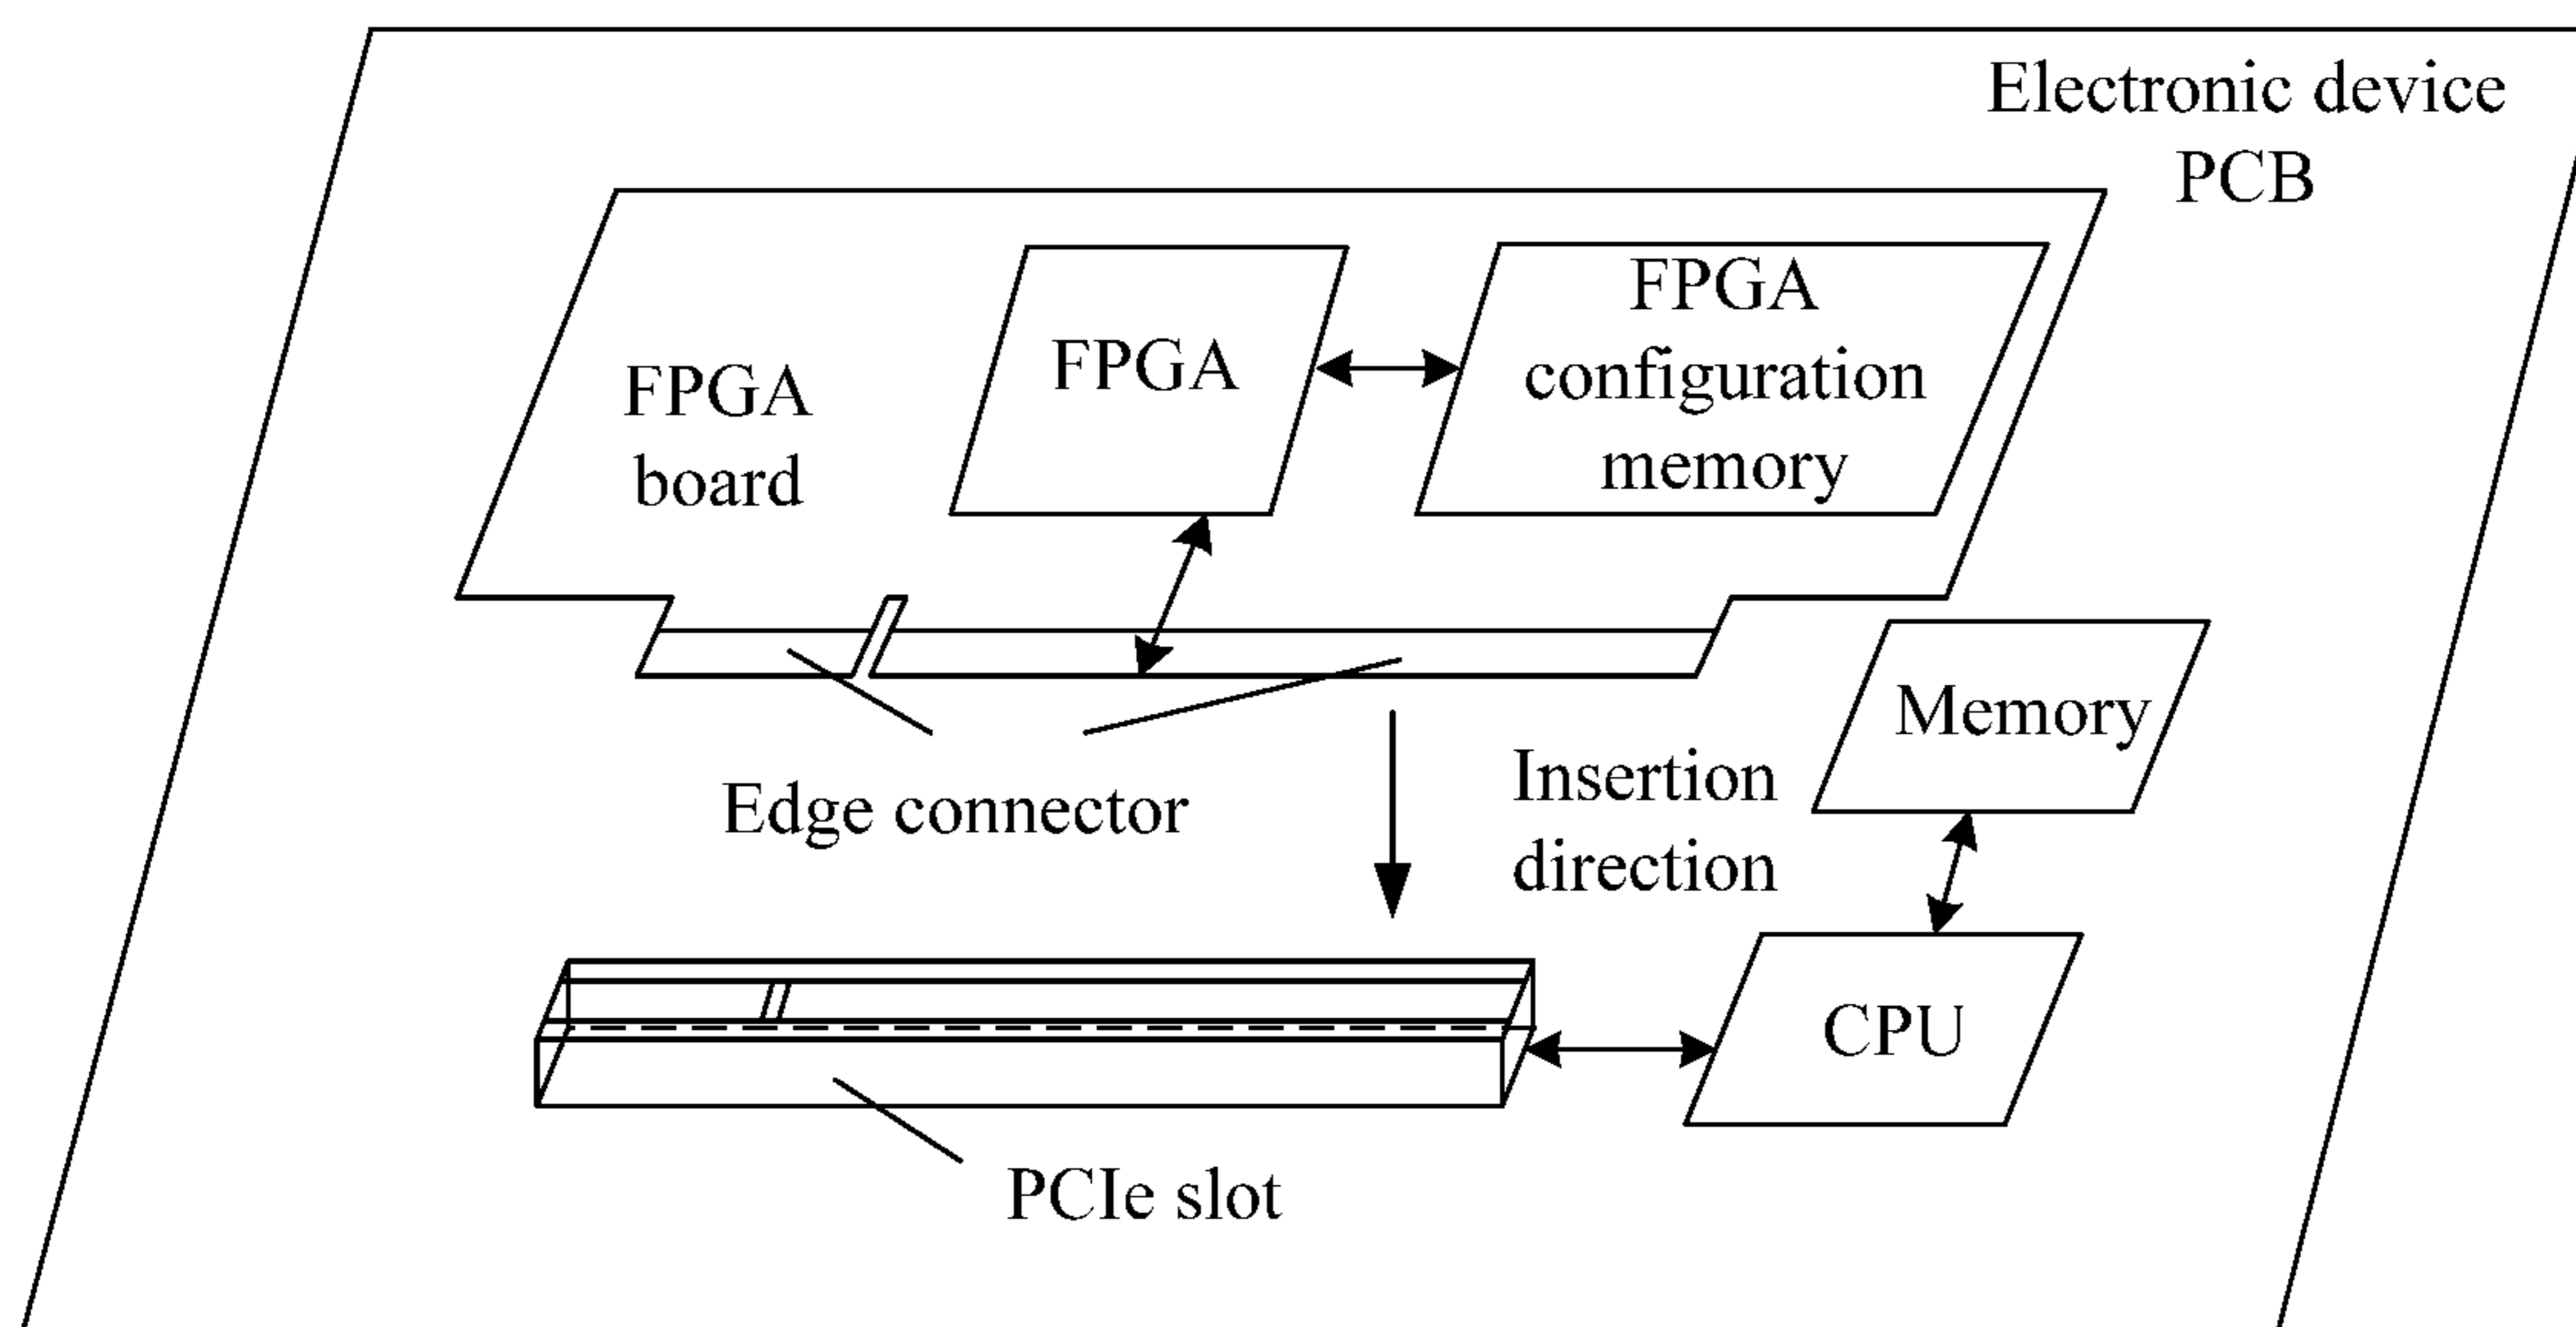 Electronic device
PCB
FPGA
board
FPGA
FPGA
configuration
memory
Edge connector
Insertion
direction
Memory
CPU
PCIe slot